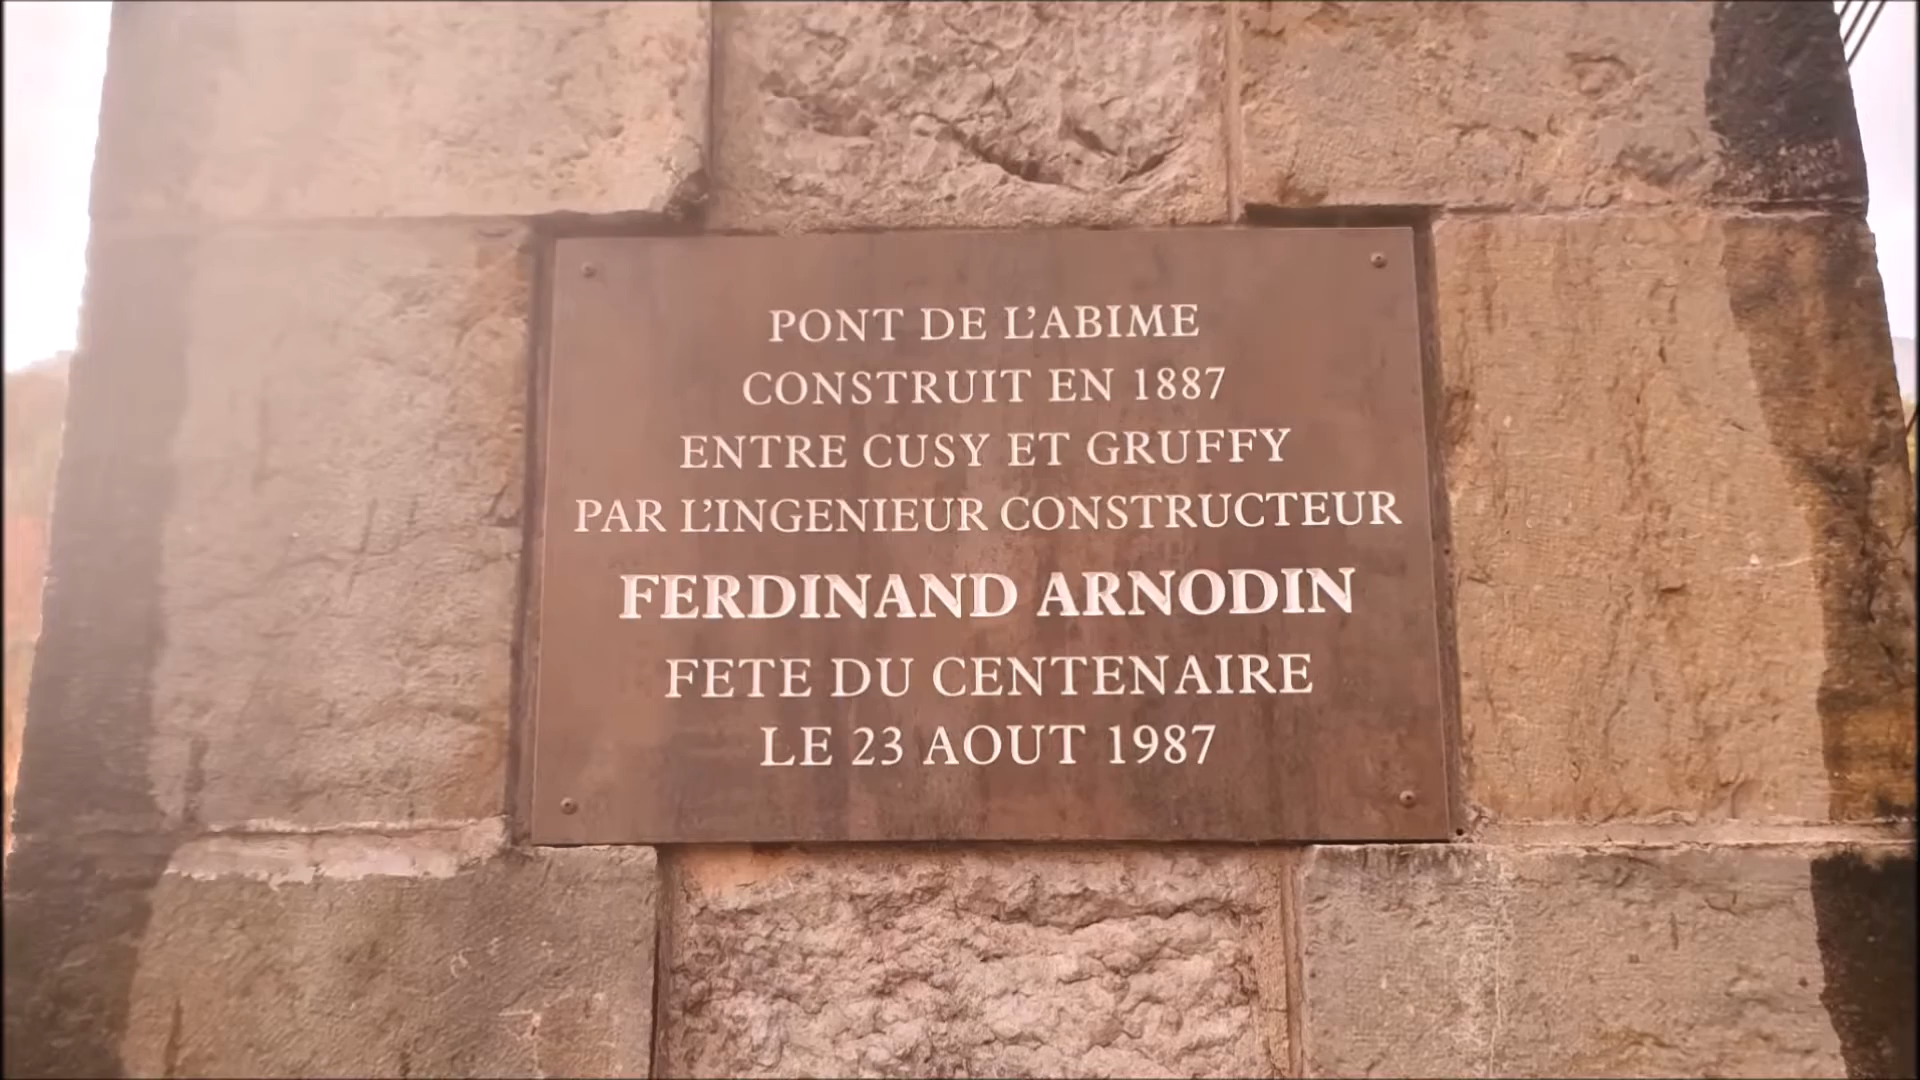 PONT DE L'ABIME
CONSTRUIT EN 1887
ENTRE CUSY ET GRUFFY
PAR L'INGENIEUR CONSTRUCTEUR
FERDINAND ARNODIN
FETE DU CENTENAIRE
LE 23 AOUT 1987